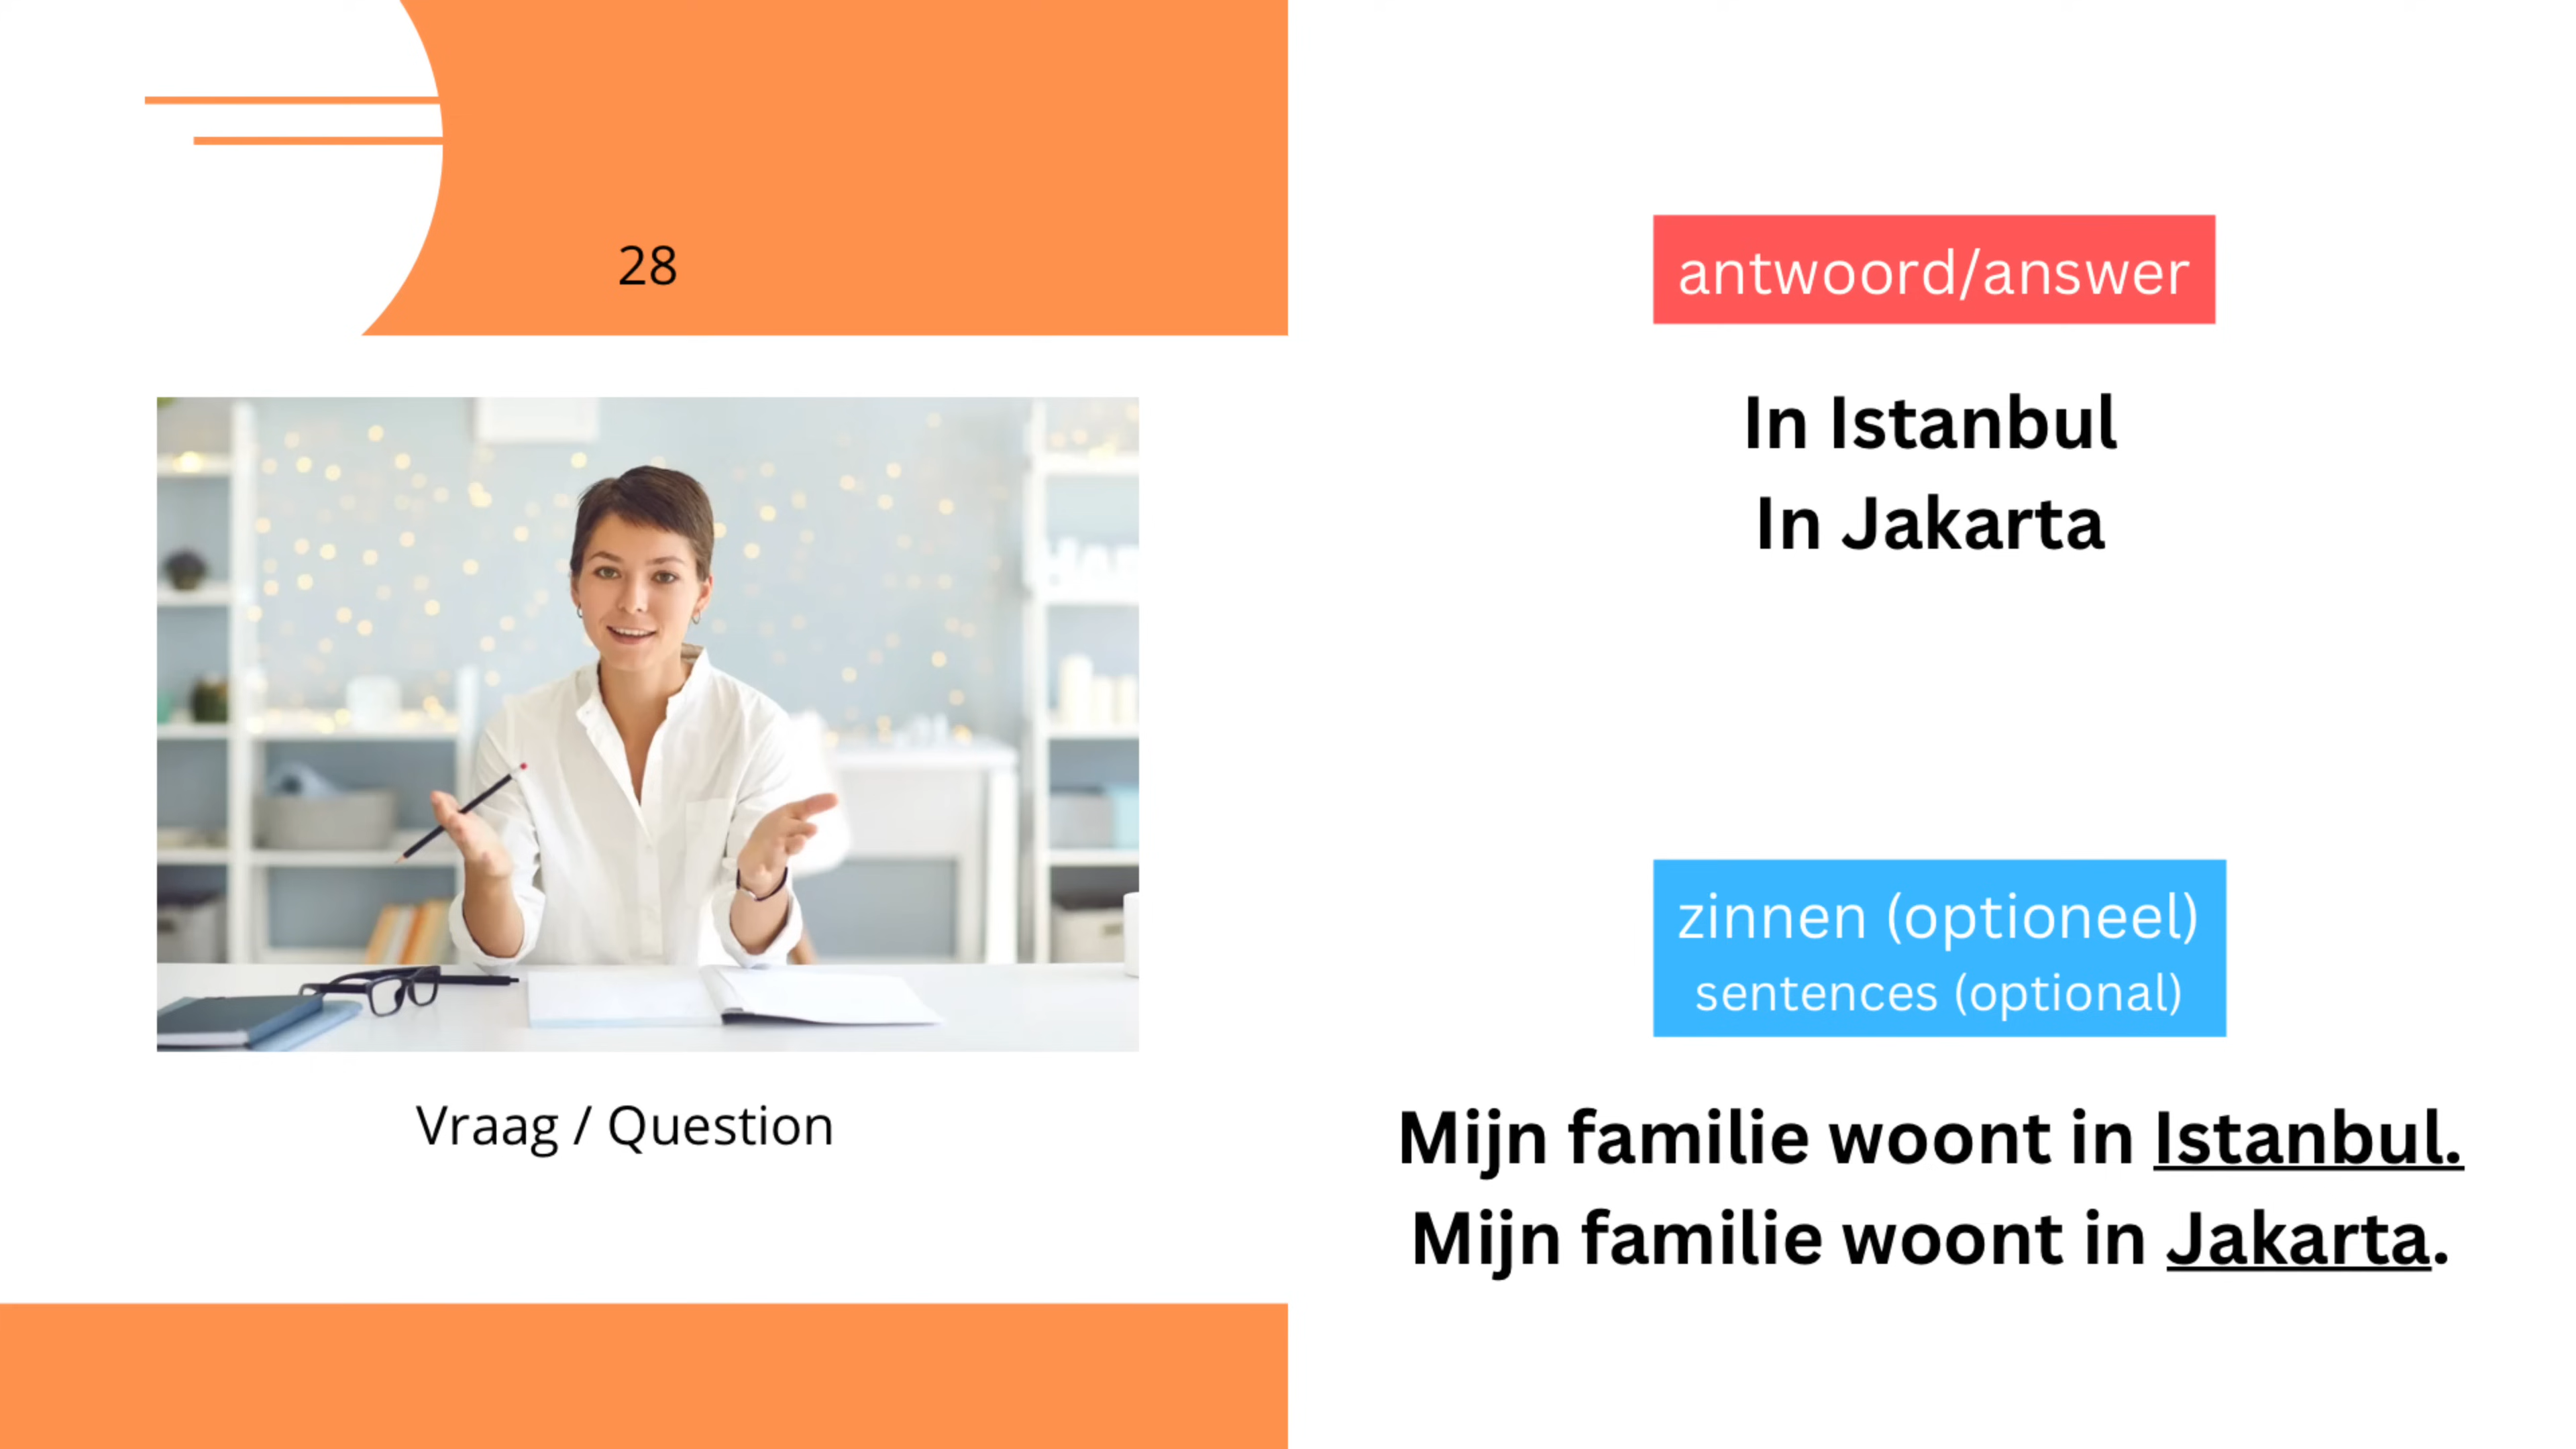 28
Vraag / Question
antwoord/answer
In Istanbul
In Jakarta
zinnen (optioneel)
sentences (optional)
Mijn familie woont in Istanbul.
Mijn familie woont in Jakarta.